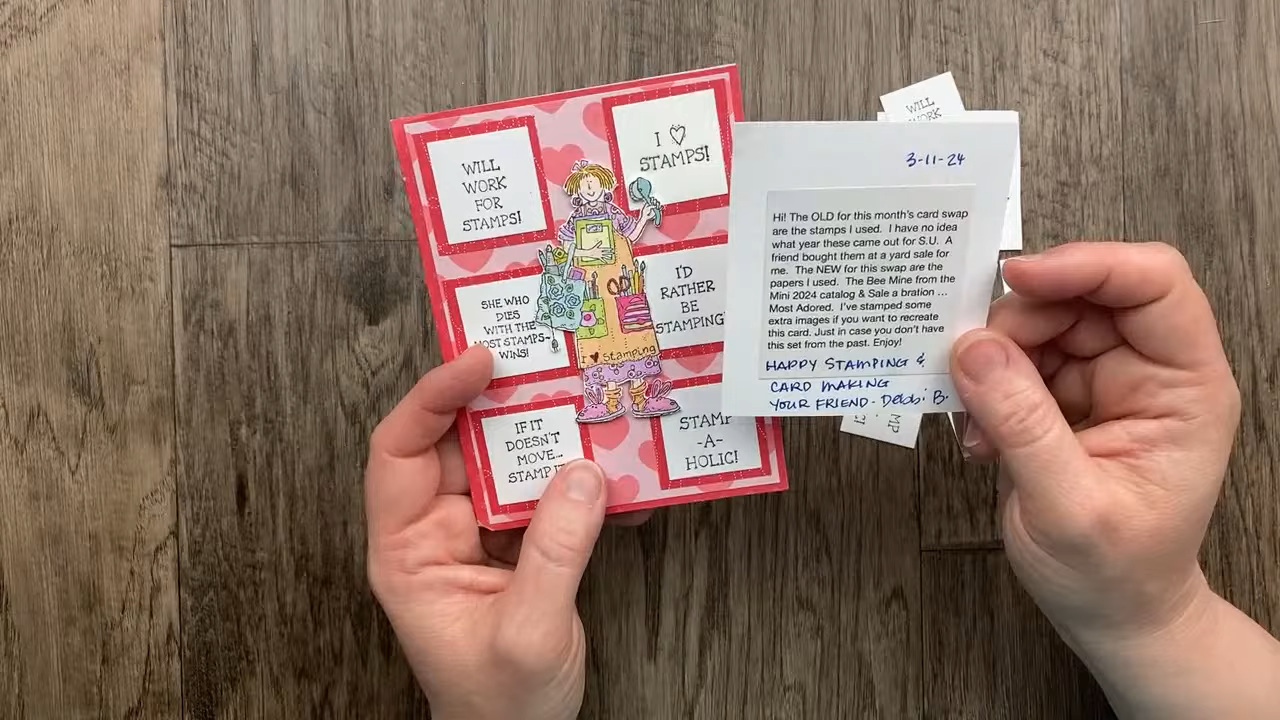 WILL
WORK
FOR
STAMPS!
I ♡
STAMPS!
SHE WHO
DIES
WITH THE
MOST STAMPS-
WINS!
I'D
RATHER
BE
STAMPING
IF IT
DOESN'T
MOVE...
STAMP IT
STAMP
-A-
HOLIC!
I ♥ Stamping
WILL
WORK
3-11-24
Hi! The OLD for this month's card swap
are the stamps I used. I have no idea
what year these came out for S.U. A
friend bought them at a yard sale for
me. The NEW for this swap are the
papers I used. The Bee Mine from the
Mini 2024 catalog & Sale a bration ...
Most Adored. I've stamped some
extra images if you want to recreate
this card. Just in case you don't have
this set from the past. Enjoy!
HAPPY STAMPING &
CARD MAKING
YOUR FRIEND - Debbi B.